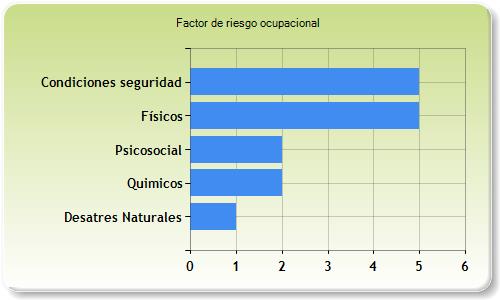 Factor de riesgo ocupacional
Condiciones seguridad
Físicos
Psicosocial
Quimicos
Desatres Naturales
0 1 2 3 4 5 6